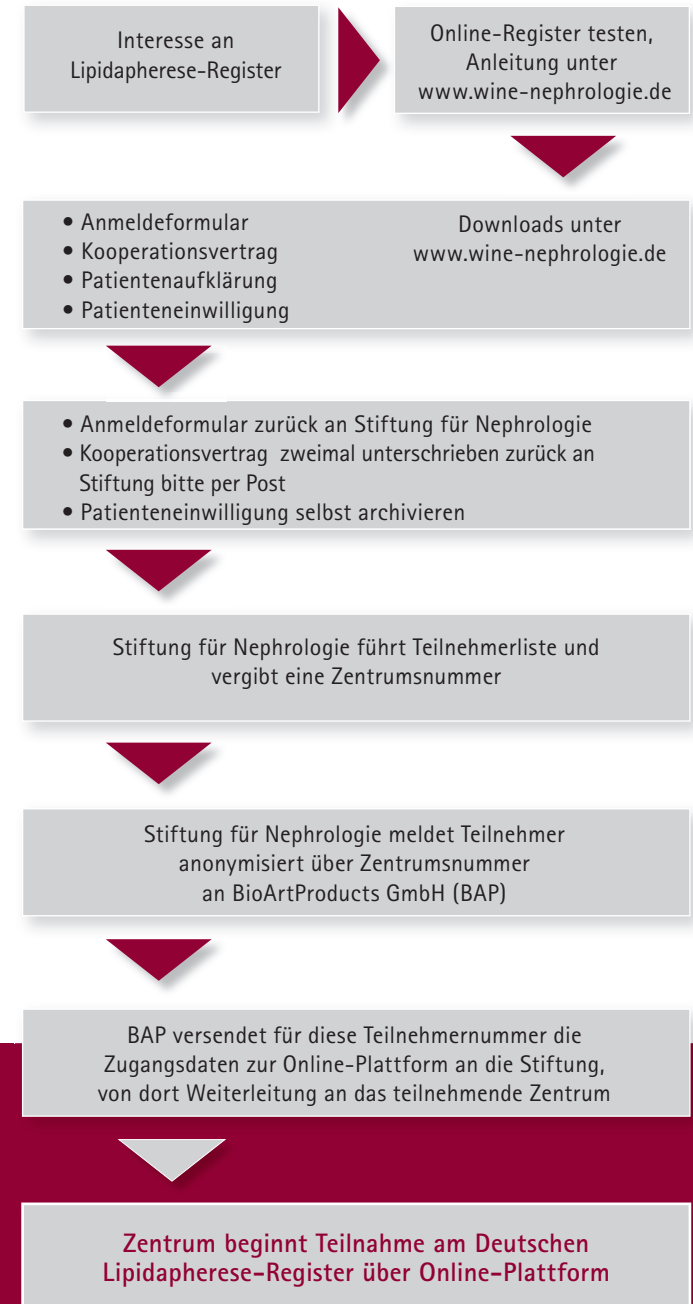 Interesse an
Lipidapherese-Register
Online-Register testen,
Anleitung unter
www.wine-nephrologie.de
• Anmeldeformular
• Kooperationsvertrag
• Patientenaufklärung
• Patienteneinwilligung
Downloads unter
www.wine-nephrologie.de
• Anmeldeformular zurück an Stiftung für Nephrologie
• Kooperationsvertrag zweimal unterschrieben zurück an
Stiftung bitte per Post
• Patienteneinwilligung selbst archivieren
Stiftung für Nephrologie führt Teilnehmerliste und
vergibt eine Zentrumsnummer
Stiftung für Nephrologie meldet Teilnehmer
anonymisiert über Zentrumsnummer
an BioArtProducts GmbH (BAP)
BAP versendet für diese Teilnehmernummer die
Zugangsdaten zur Online-Plattform an die Stiftung,
von dort Weiterleitung an das teilnehmende Zentrum
Zentrum beginnt Teilnahme am Deutschen
Lipidapherese-Register über Online-Plattform